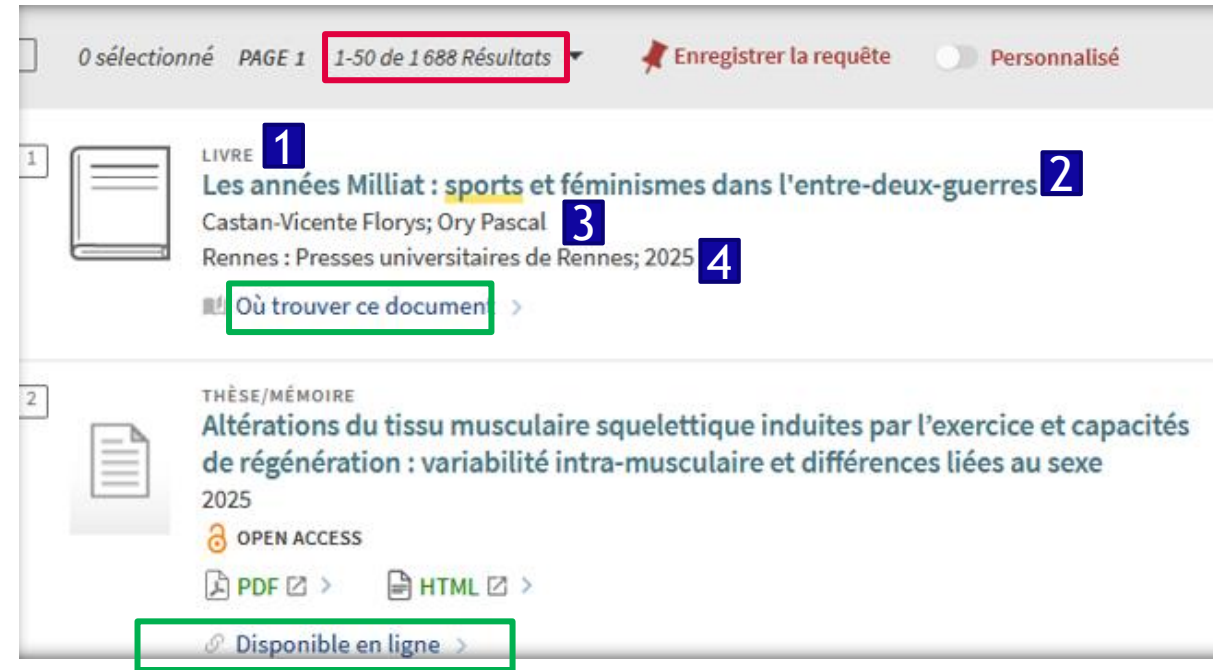 0 sélectionné PAGE 1 1-50 de 1 688 Résultats Enregistrer la requête Personnalisé
1 LIVRE 1
Les années Milliat : sports et féminismes dans l'entre-deux-guerres 2
Castan-Vicente Florys; Ory Pascal 3
Rennes : Presses universitaires de Rennes; 2025 4
Où trouver ce document
2 THÈSE/MÉMOIRE
Altérations du tissu musculaire squelettique induites par l’exercice et capacités
de régénération : variabilité intra-musculaire et différences liées au sexe
2025
OPEN ACCESS
PDF HTML
Disponible en ligne